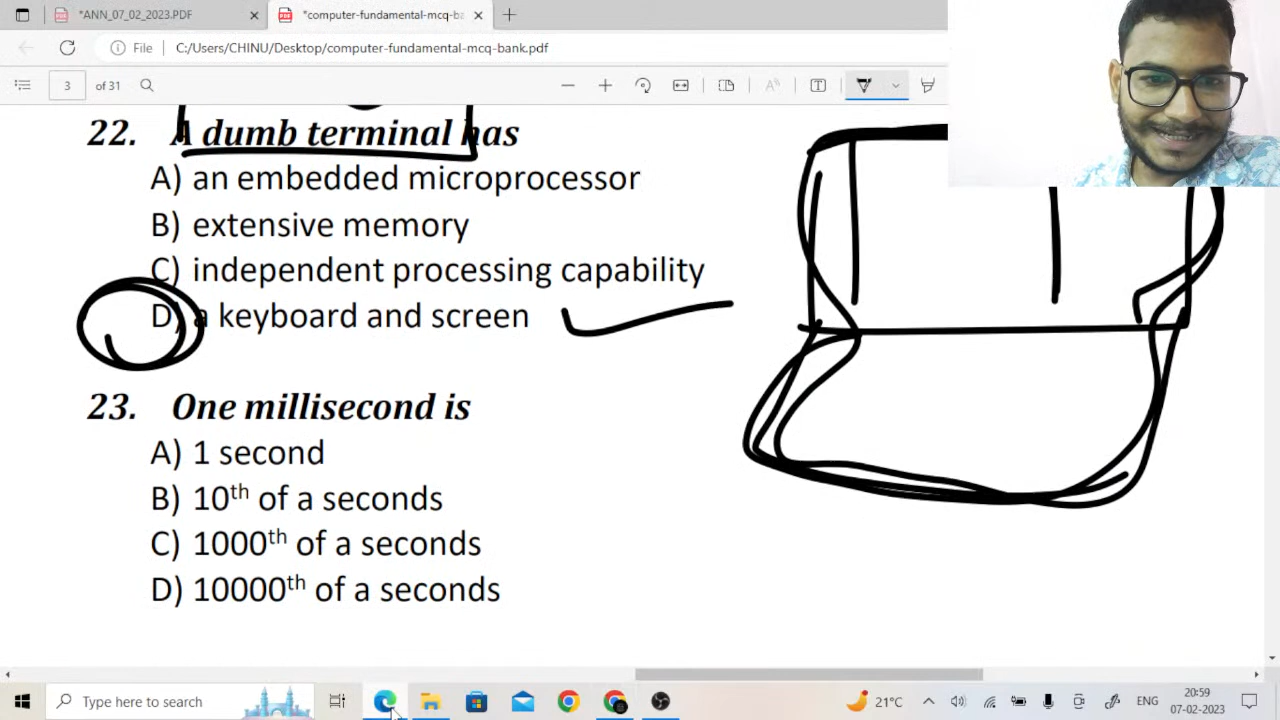 *ANN_07_02_2023.PDF
*computer-fundamental-mcq-ba
File C:/Users/CHINU/Desktop/computer-fundamental-mcq-bank.pdf
3 of 31
22. A dumb terminal has
A) an embedded microprocessor
B) extensive memory
C) independent processing capability
D) a keyboard and screen
23. One millisecond is
A) 1 second
B) 10th of a seconds
C) 1000th of a seconds
D) 10000th of a seconds
Type here to search
21°C
ENG
20:59
07-02-2023